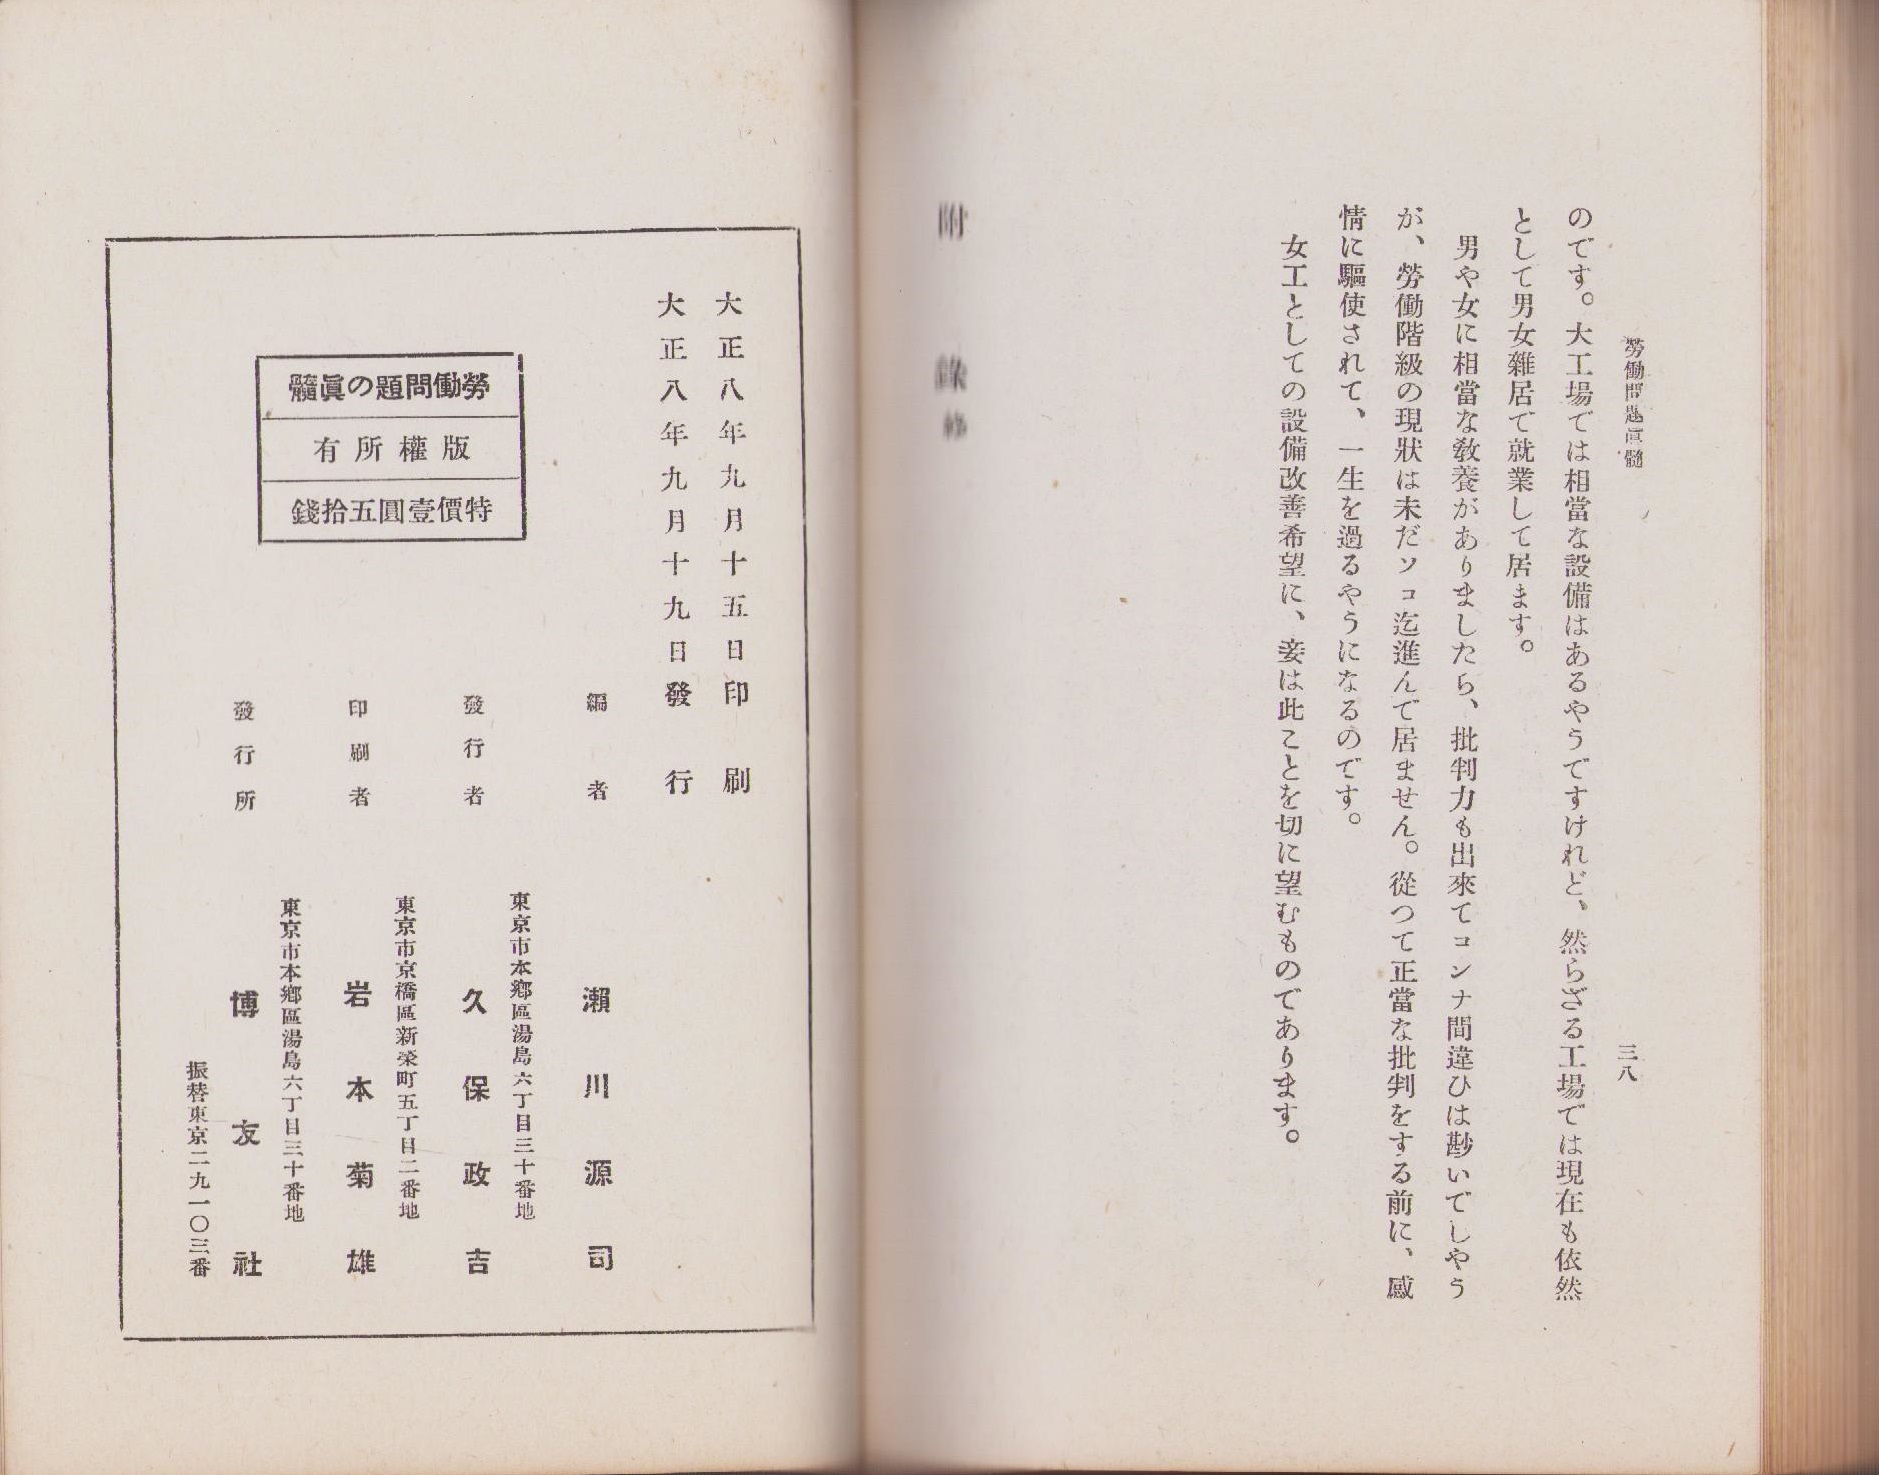 勞働問題眞髓
三八
のです。大工場では相當な設備はあるやうですけれど、然らざる工場では現在も依然
として男女雜居で就業して居ます。
男や女に相當な敎養がありましたら、批判力も出來てコンナ間違ひは尠いでしやう
が、勞働階級の現狀は未だソコ迄進んで居ません。從つて正當な批判をする前に、感
情に驅使されて、一生を過るやうになるのです。
女工としての設備改善希望に、妾は此ことを切に望むものであります。
附錄終
大正八年九月十五日印刷
大正八年九月十九日發行
勞働問題の眞髓
版權所有
特價壹圓五拾錢
編者
瀨川源司
東京市本鄕區湯島六丁目三十番地
發行者
久保政吉
東京市京橋區新榮町五丁目二番地
印刷者
岩本菊雄
東京市本鄕區湯島六丁目三十番地
發行所
博友社
振替東京二九一〇三番